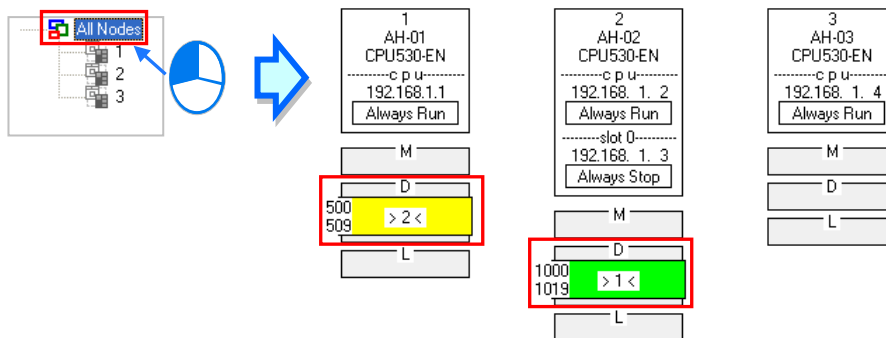 All Nodes
1
2
3
1
AH-01
CPU530-EN
-------c p u-------
192.168.1.1
Always Run
M
D
500
509
> 2 <
L
2
AH-02
CPU530-EN
-------c p u-------
192.168. 1. 2
Always Run
---------slot 0---------
192.168. 1. 3
Always Stop
M
D
1000
1019
> 1 <
L
3
AH-03
CPU530-EN
-------c p u-------
192.168. 1. 4
Always Run
M
D
L